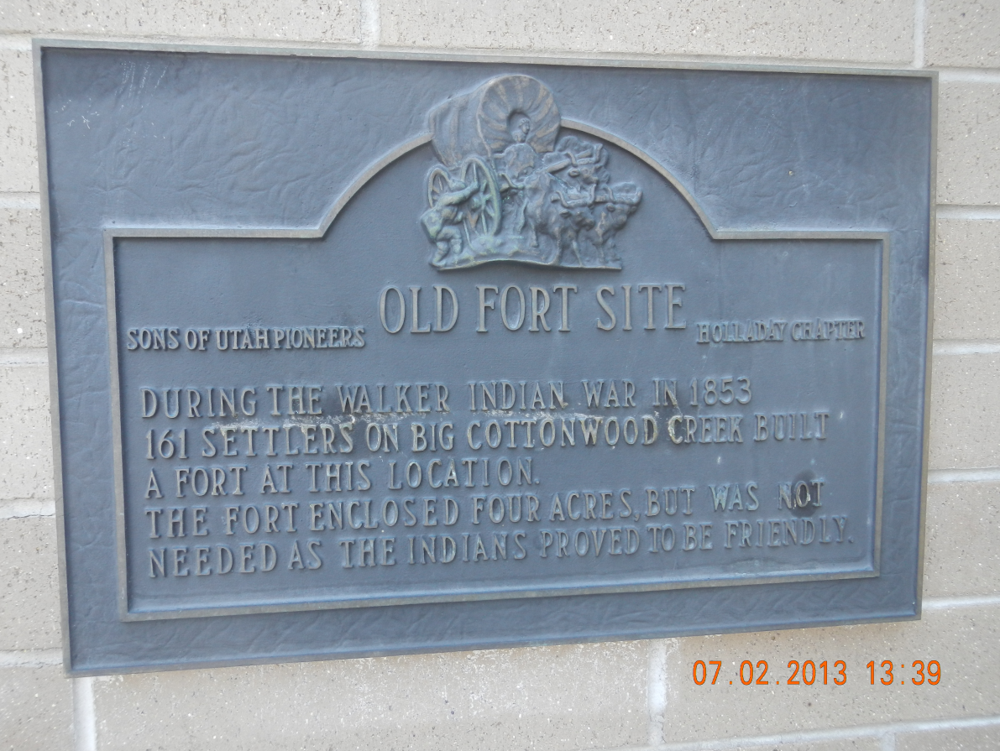 OLD FORT SITE
SONS OF UTAH PIONEERS HOLLADAY CHAPTER
DURING THE WALKER INDIAN WAR IN 1853
161 SETTLERS ON BIG COTTONWOOD CREEK BUILT
A FORT AT THIS LOCATION.
THE FORT ENCLOSED FOUR ACRES, BUT WAS NOT
NEEDED AS THE INDIANS PROVED TO BE FRIENDLY.
07.02.2013 13:39